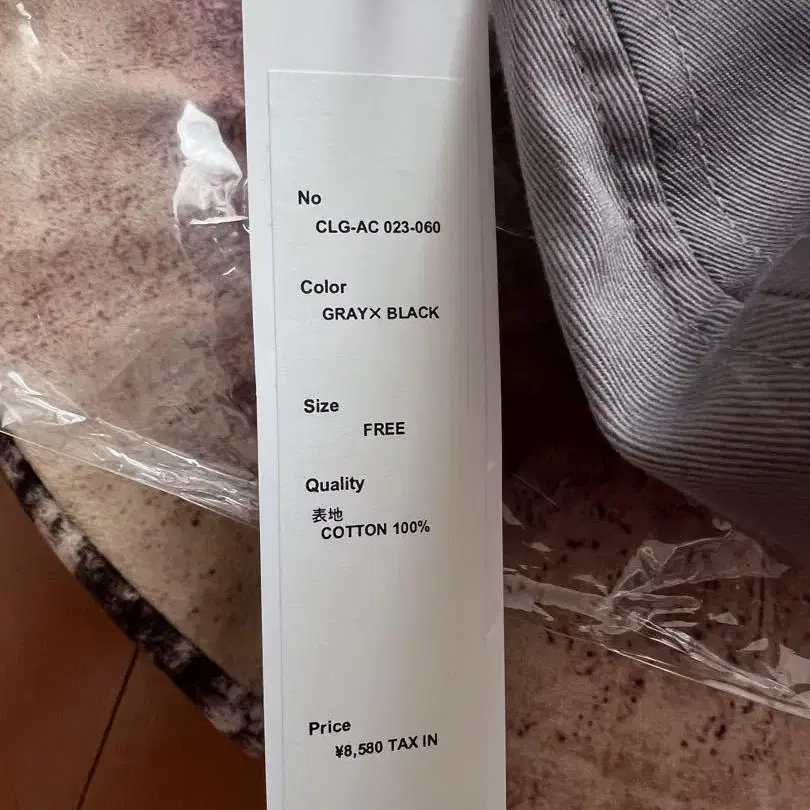 No
CLG-AC 023-060
Color
GRAY× BLACK
Size
FREE
Quality
表地
COTTON 100%
Price
¥8,580 TAX IN